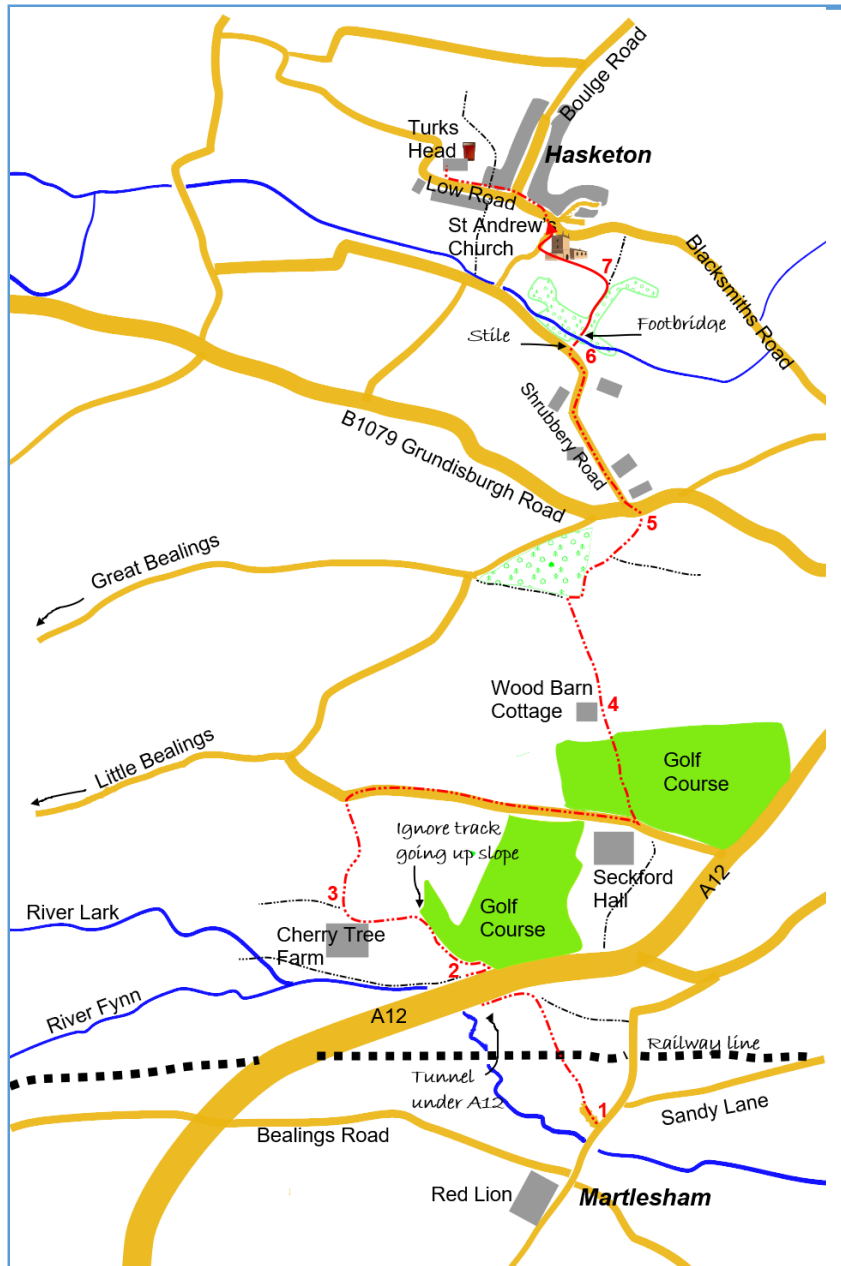 Boulge Road
Turks
Head
Hasketon
Low Road
St Andrew's
Church
7
Blacksmiths Road
Footbridge
Stile
6
Shrubbery Road
B1079 Grundisburgh Road
5
Great Bealings
Wood Barn
Cottage
4
Golf
Course
Little Bealings
Ignore track
going up slope
A12
Seckford
Hall
3
River Lark
Golf
Course
Cherry Tree
Farm
2
River Fynn
A12
Railway line
Tunnel
under A12
1
Sandy Lane
Bealings Road
Red Lion
Martlesham